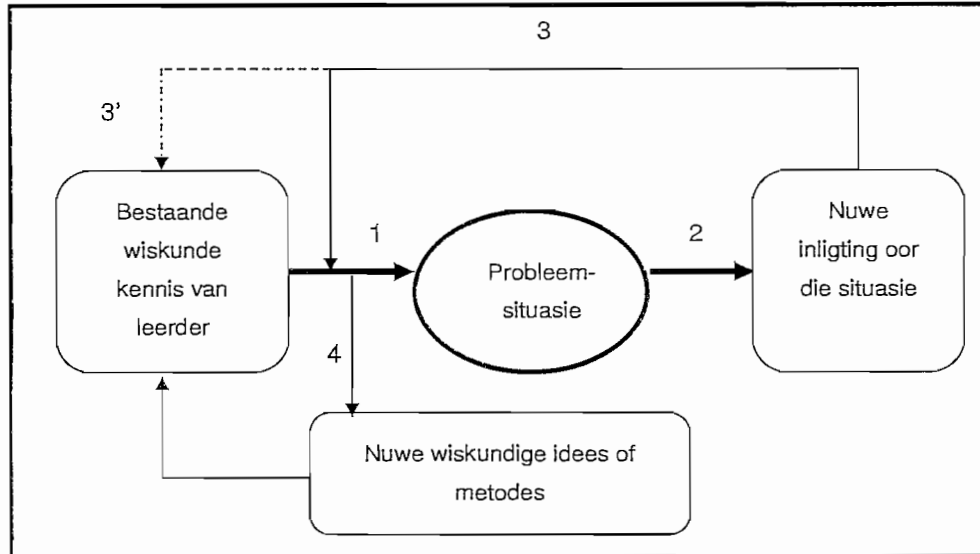 3
3'
Bestaande
wiskunde
kennis van
leerder
1
Probleem-
situasie
2
Nuwe
inligting oor
die situasie
4
Nuwe wiskundige idees of
metodes